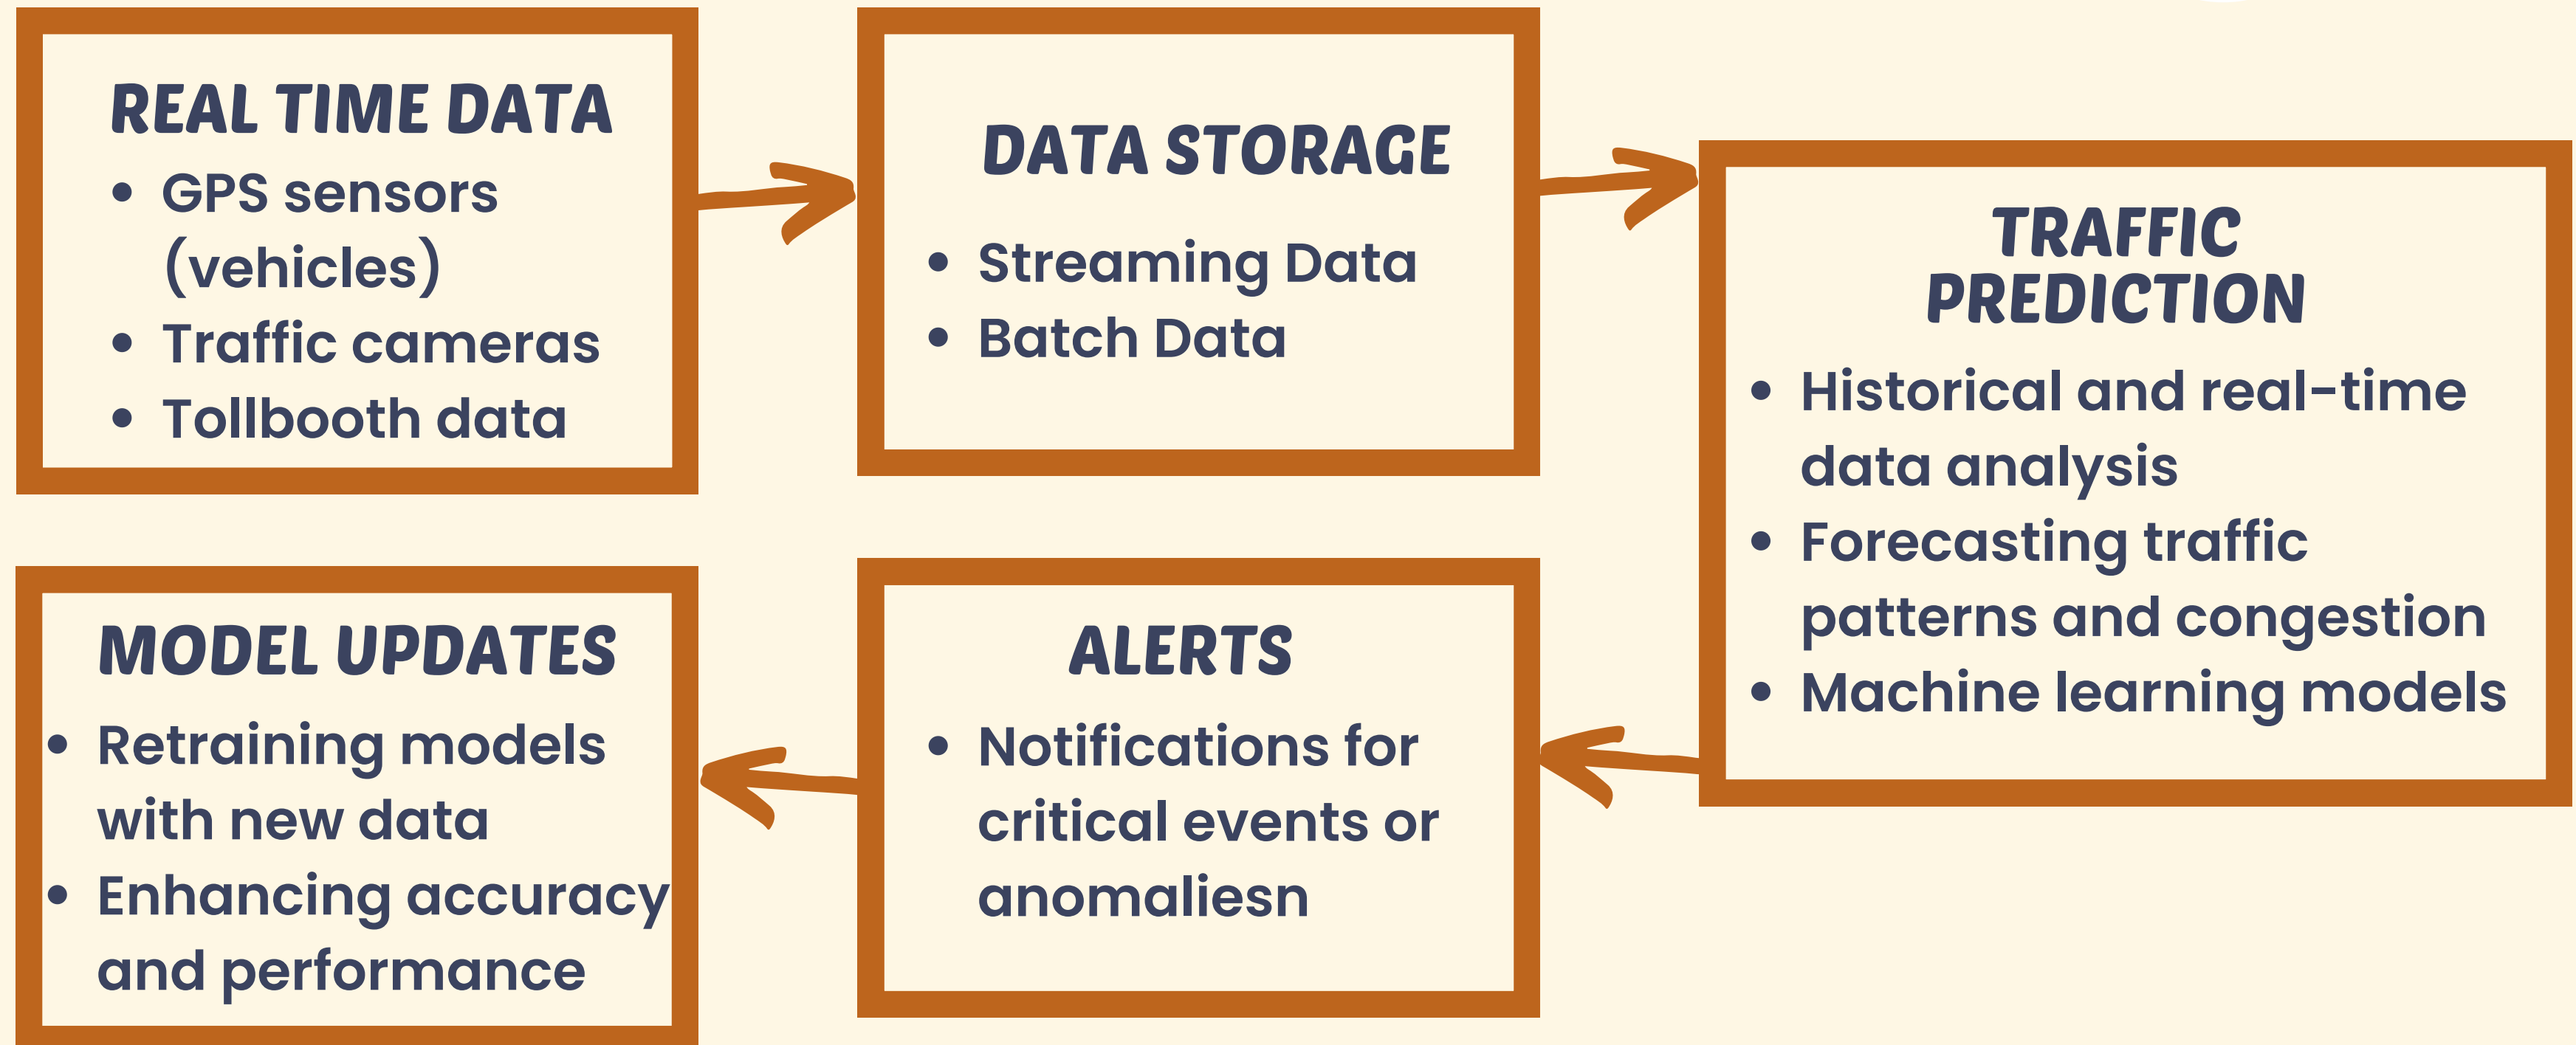 REAL TIME DATA
• GPS sensors
(vehicles)
• Traffic cameras
• Tollbooth data
DATA STORAGE
• Streaming Data
• Batch Data
TRAFFIC
PREDICTION
• Historical and real-time
data analysis
• Forecasting traffic
patterns and congestion
• Machine learning models
ALERTS
• Notifications for
critical events or
anomaliesn
MODEL UPDATES
• Retraining models
with new data
• Enhancing accuracy
and performance